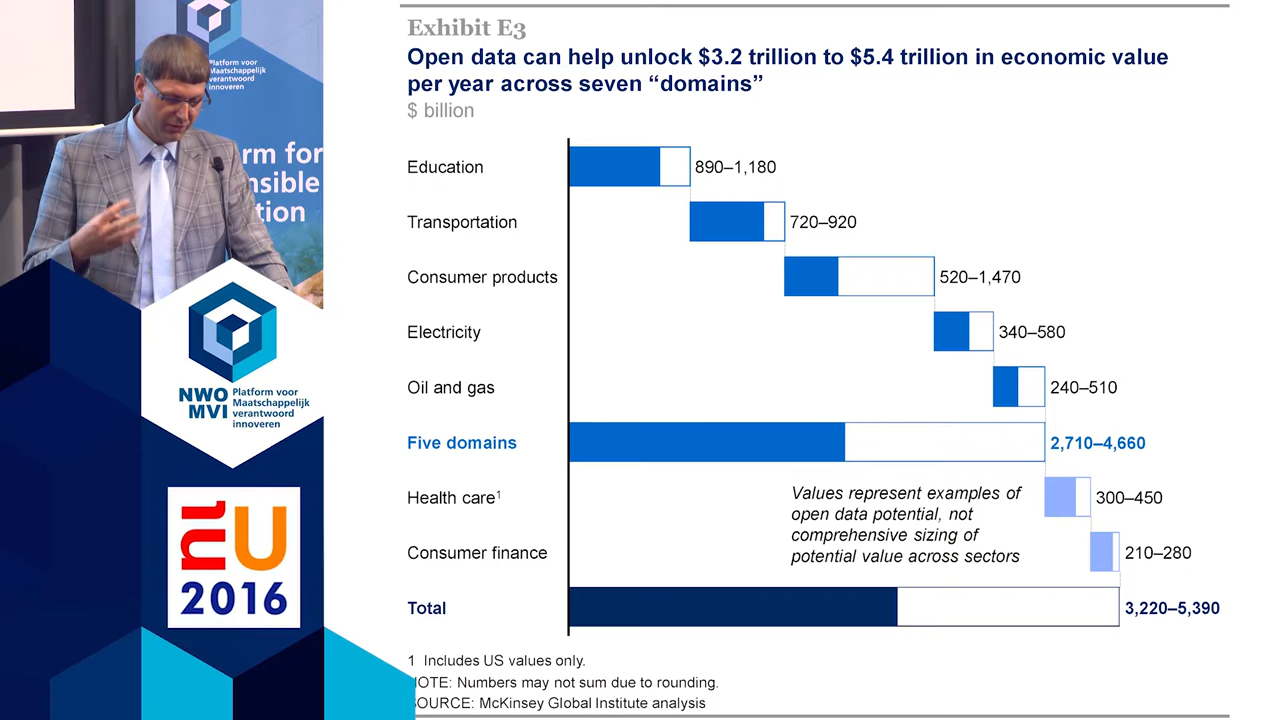 Platform voor
Maatschappelijk
verantwoord
innoveren
rm for
nsible
tion
NWO
MVI
Platform voor
Maatschappelijk
verantwoord
innoveren
nlU
2016
Exhibit E3
Open data can help unlock $3.2 trillion to $5.4 trillion in economic value
per year across seven “domains”
$ billion
Education 890–1,180
Transportation 720–920
Consumer products 520–1,470
Electricity 340–580
Oil and gas 240–510
Five domains 2,710–4,660
Health care¹ 300–450
Values represent examples of
open data potential, not
comprehensive sizing of
potential value across sectors
Consumer finance 210–280
Total 3,220–5,390
1 Includes US values only.
NOTE: Numbers may not sum due to rounding.
SOURCE: McKinsey Global Institute analysis